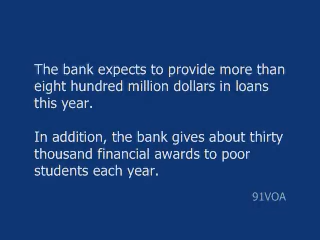 The bank expects to provide more than
eight hundred million dollars in loans
this year.
In addition, the bank gives about thirty
thousand financial awards to poor
students each year.
91VOA